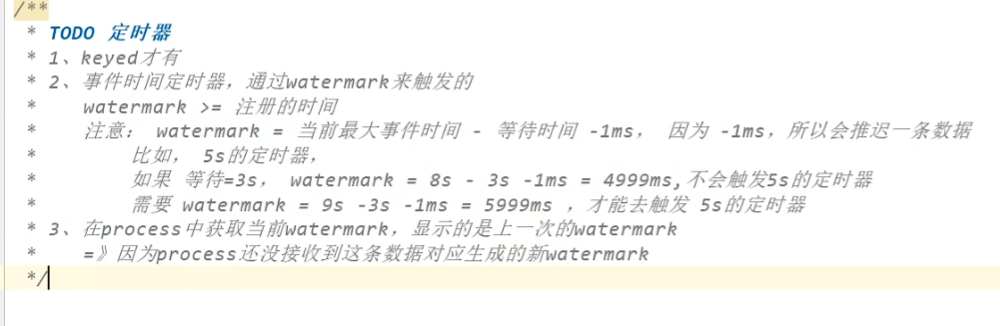 /**
 * TODO 定时器
 * 1、keyed才有
 * 2、事件时间定时器，通过watermark来触发的
 *    watermark >= 注册的时间
 *    注意： watermark = 当前最大事件时间 - 等待时间 -1ms， 因为 -1ms，所以会推迟一条数据
 *        比如， 5s的定时器，
 *        如果 等待=3s， watermark = 8s - 3s -1ms = 4999ms,不会触发5s的定时器
 *        需要 watermark = 9s -3s -1ms = 5999ms ，才能去触发 5s的定时器
 * 3、在process中获取当前watermark，显示的是上一次的watermark
 *    =》因为process还没接收到这条数据对应生成的新watermark
 */